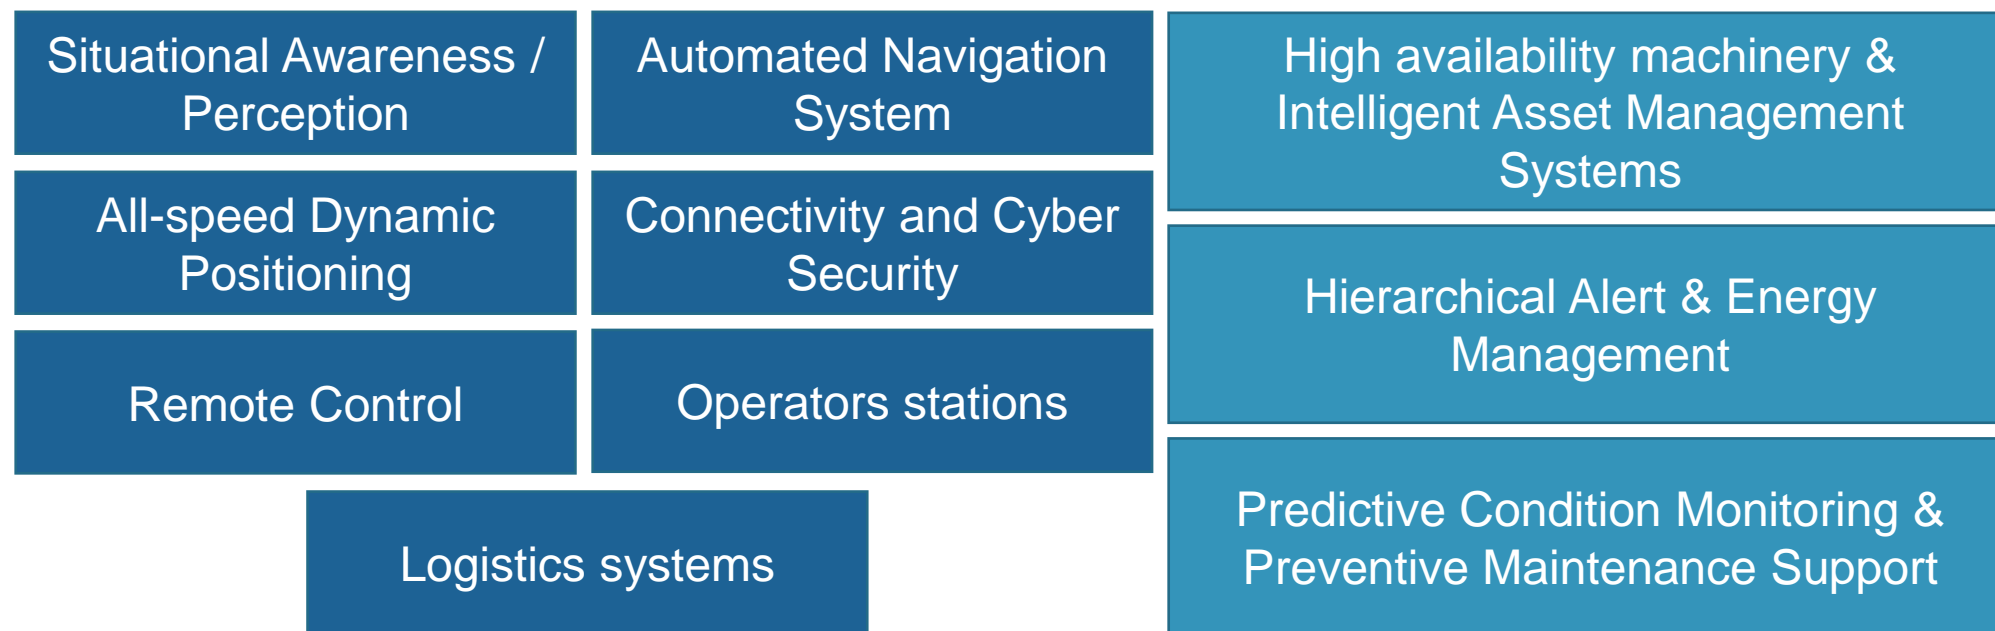 Situational Awareness /
Perception
Automated Navigation
System
High availability machinery &
Intelligent Asset Management
Systems
All-speed Dynamic
Positioning
Connectivity and Cyber
Security
Hierarchical Alert & Energy
Management
Remote Control
Operators stations
Predictive Condition Monitoring &
Preventive Maintenance Support
Logistics systems